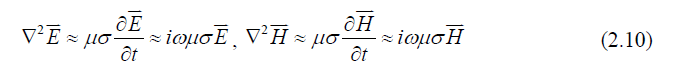 ∇²E̅ ≈ μσ ∂E̅/∂t ≈ iωμσE̅ , ∇²H̅ ≈ μσ ∂H̅/∂t ≈ iωμσH̅ (2.10)